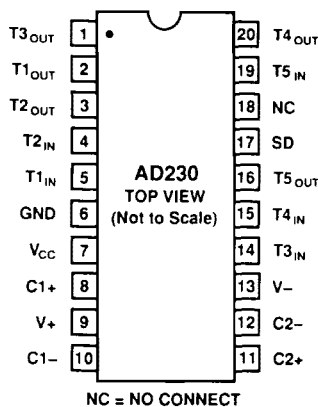 T3OUT 1 20 T4OUT
T1OUT 2 19 T5IN
T2OUT 3 18 NC
T2IN 4 17 SD
T1IN 5 16 T5OUT
GND 6 15 T4IN
VCC 7 14 T3IN
C1+ 8 13 V−
V+ 9 12 C2−
C1− 10 11 C2+
AD230
TOP VIEW
(Not to Scale)
NC = NO CONNECT